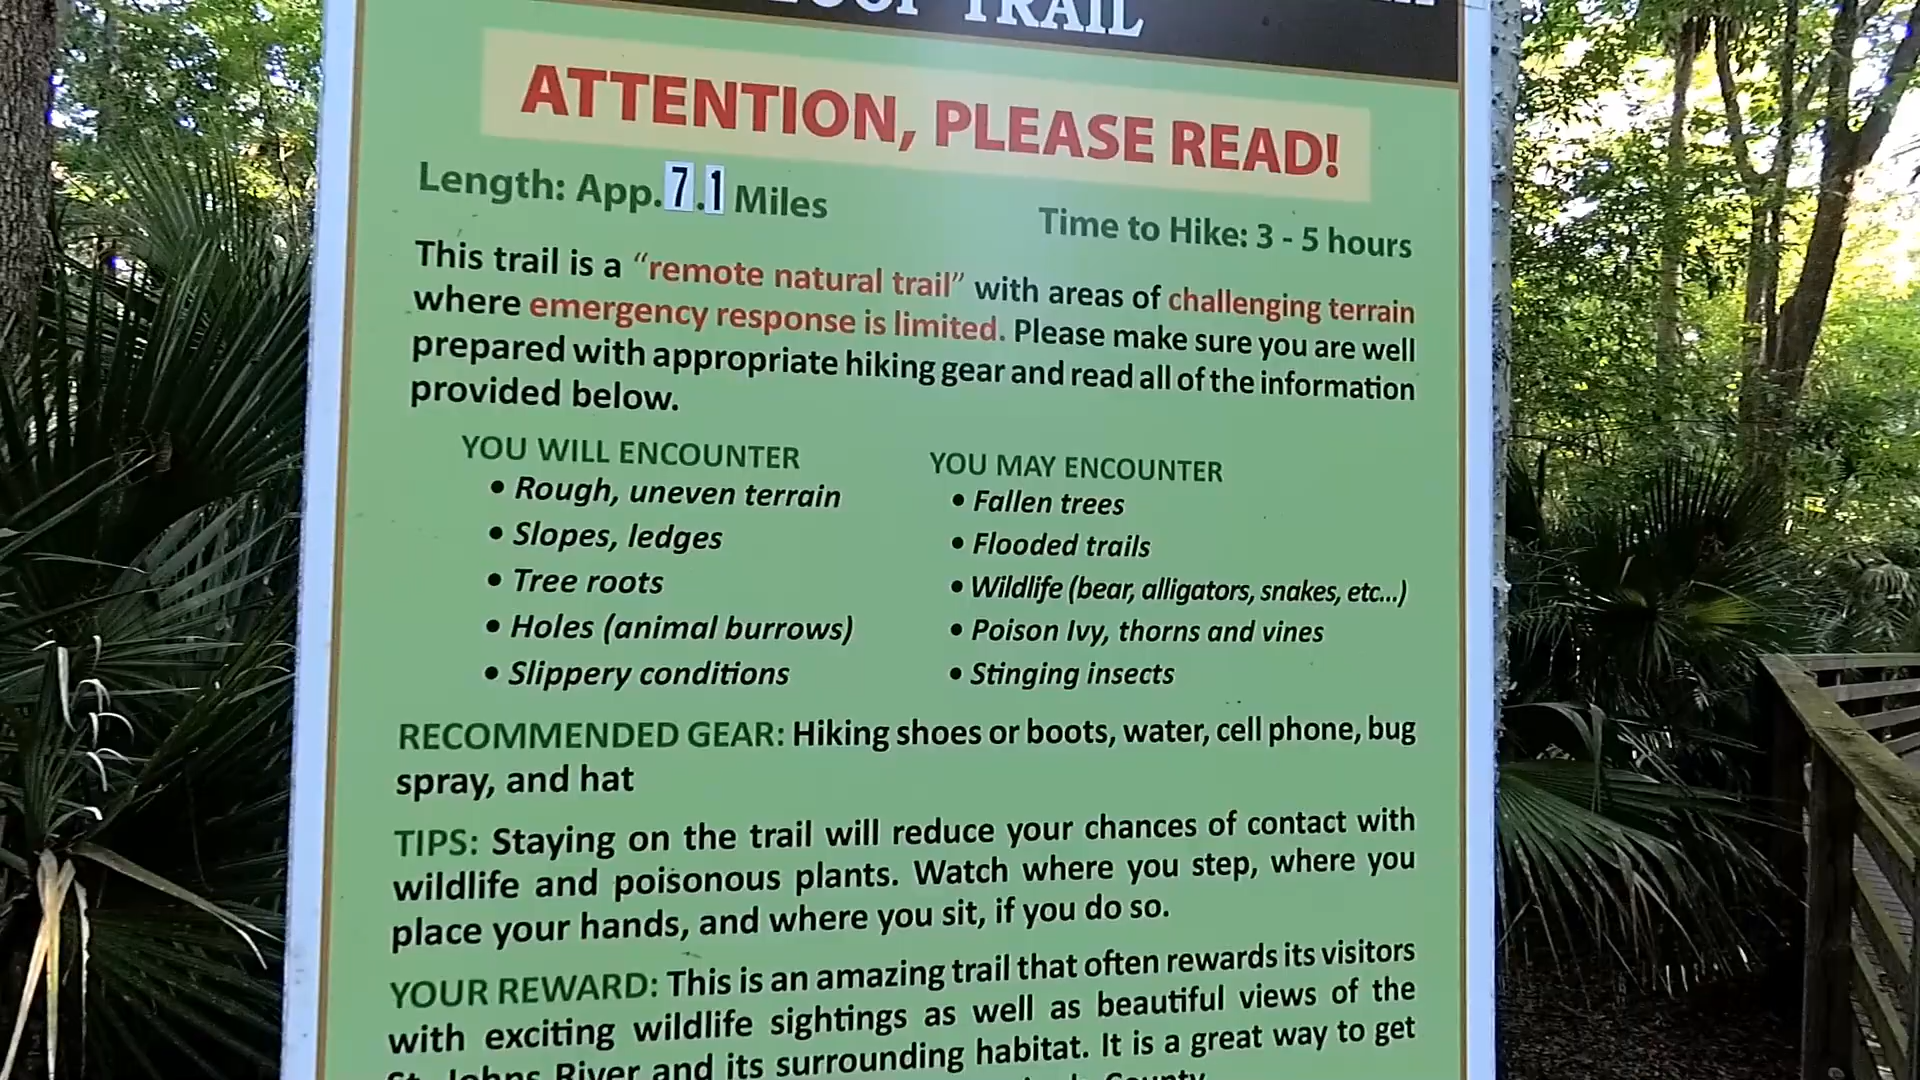 TRAIL
ATTENTION, PLEASE READ!
Length: App. 7.1 Miles
Time to Hike: 3 - 5 hours
This trail is a “remote natural trail” with areas of challenging terrain
where emergency response is limited. Please make sure you are well
prepared with appropriate hiking gear and read all of the information
provided below.
YOU WILL ENCOUNTER
• Rough, uneven terrain
• Slopes, ledges
• Tree roots
• Holes (animal burrows)
• Slippery conditions
YOU MAY ENCOUNTER
• Fallen trees
• Flooded trails
• Wildlife (bear, alligators, snakes, etc...)
• Poison Ivy, thorns and vines
• Stinging insects
RECOMMENDED GEAR: Hiking shoes or boots, water, cell phone, bug
spray, and hat
TIPS: Staying on the trail will reduce your chances of contact with
wildlife and poisonous plants. Watch where you step, where you
place your hands, and where you sit, if you do so.
YOUR REWARD: This is an amazing trail that often rewards its visitors
with exciting wildlife sightings as well as beautiful views of the
St. Johns River and its surrounding habitat. It is a great way to get
County